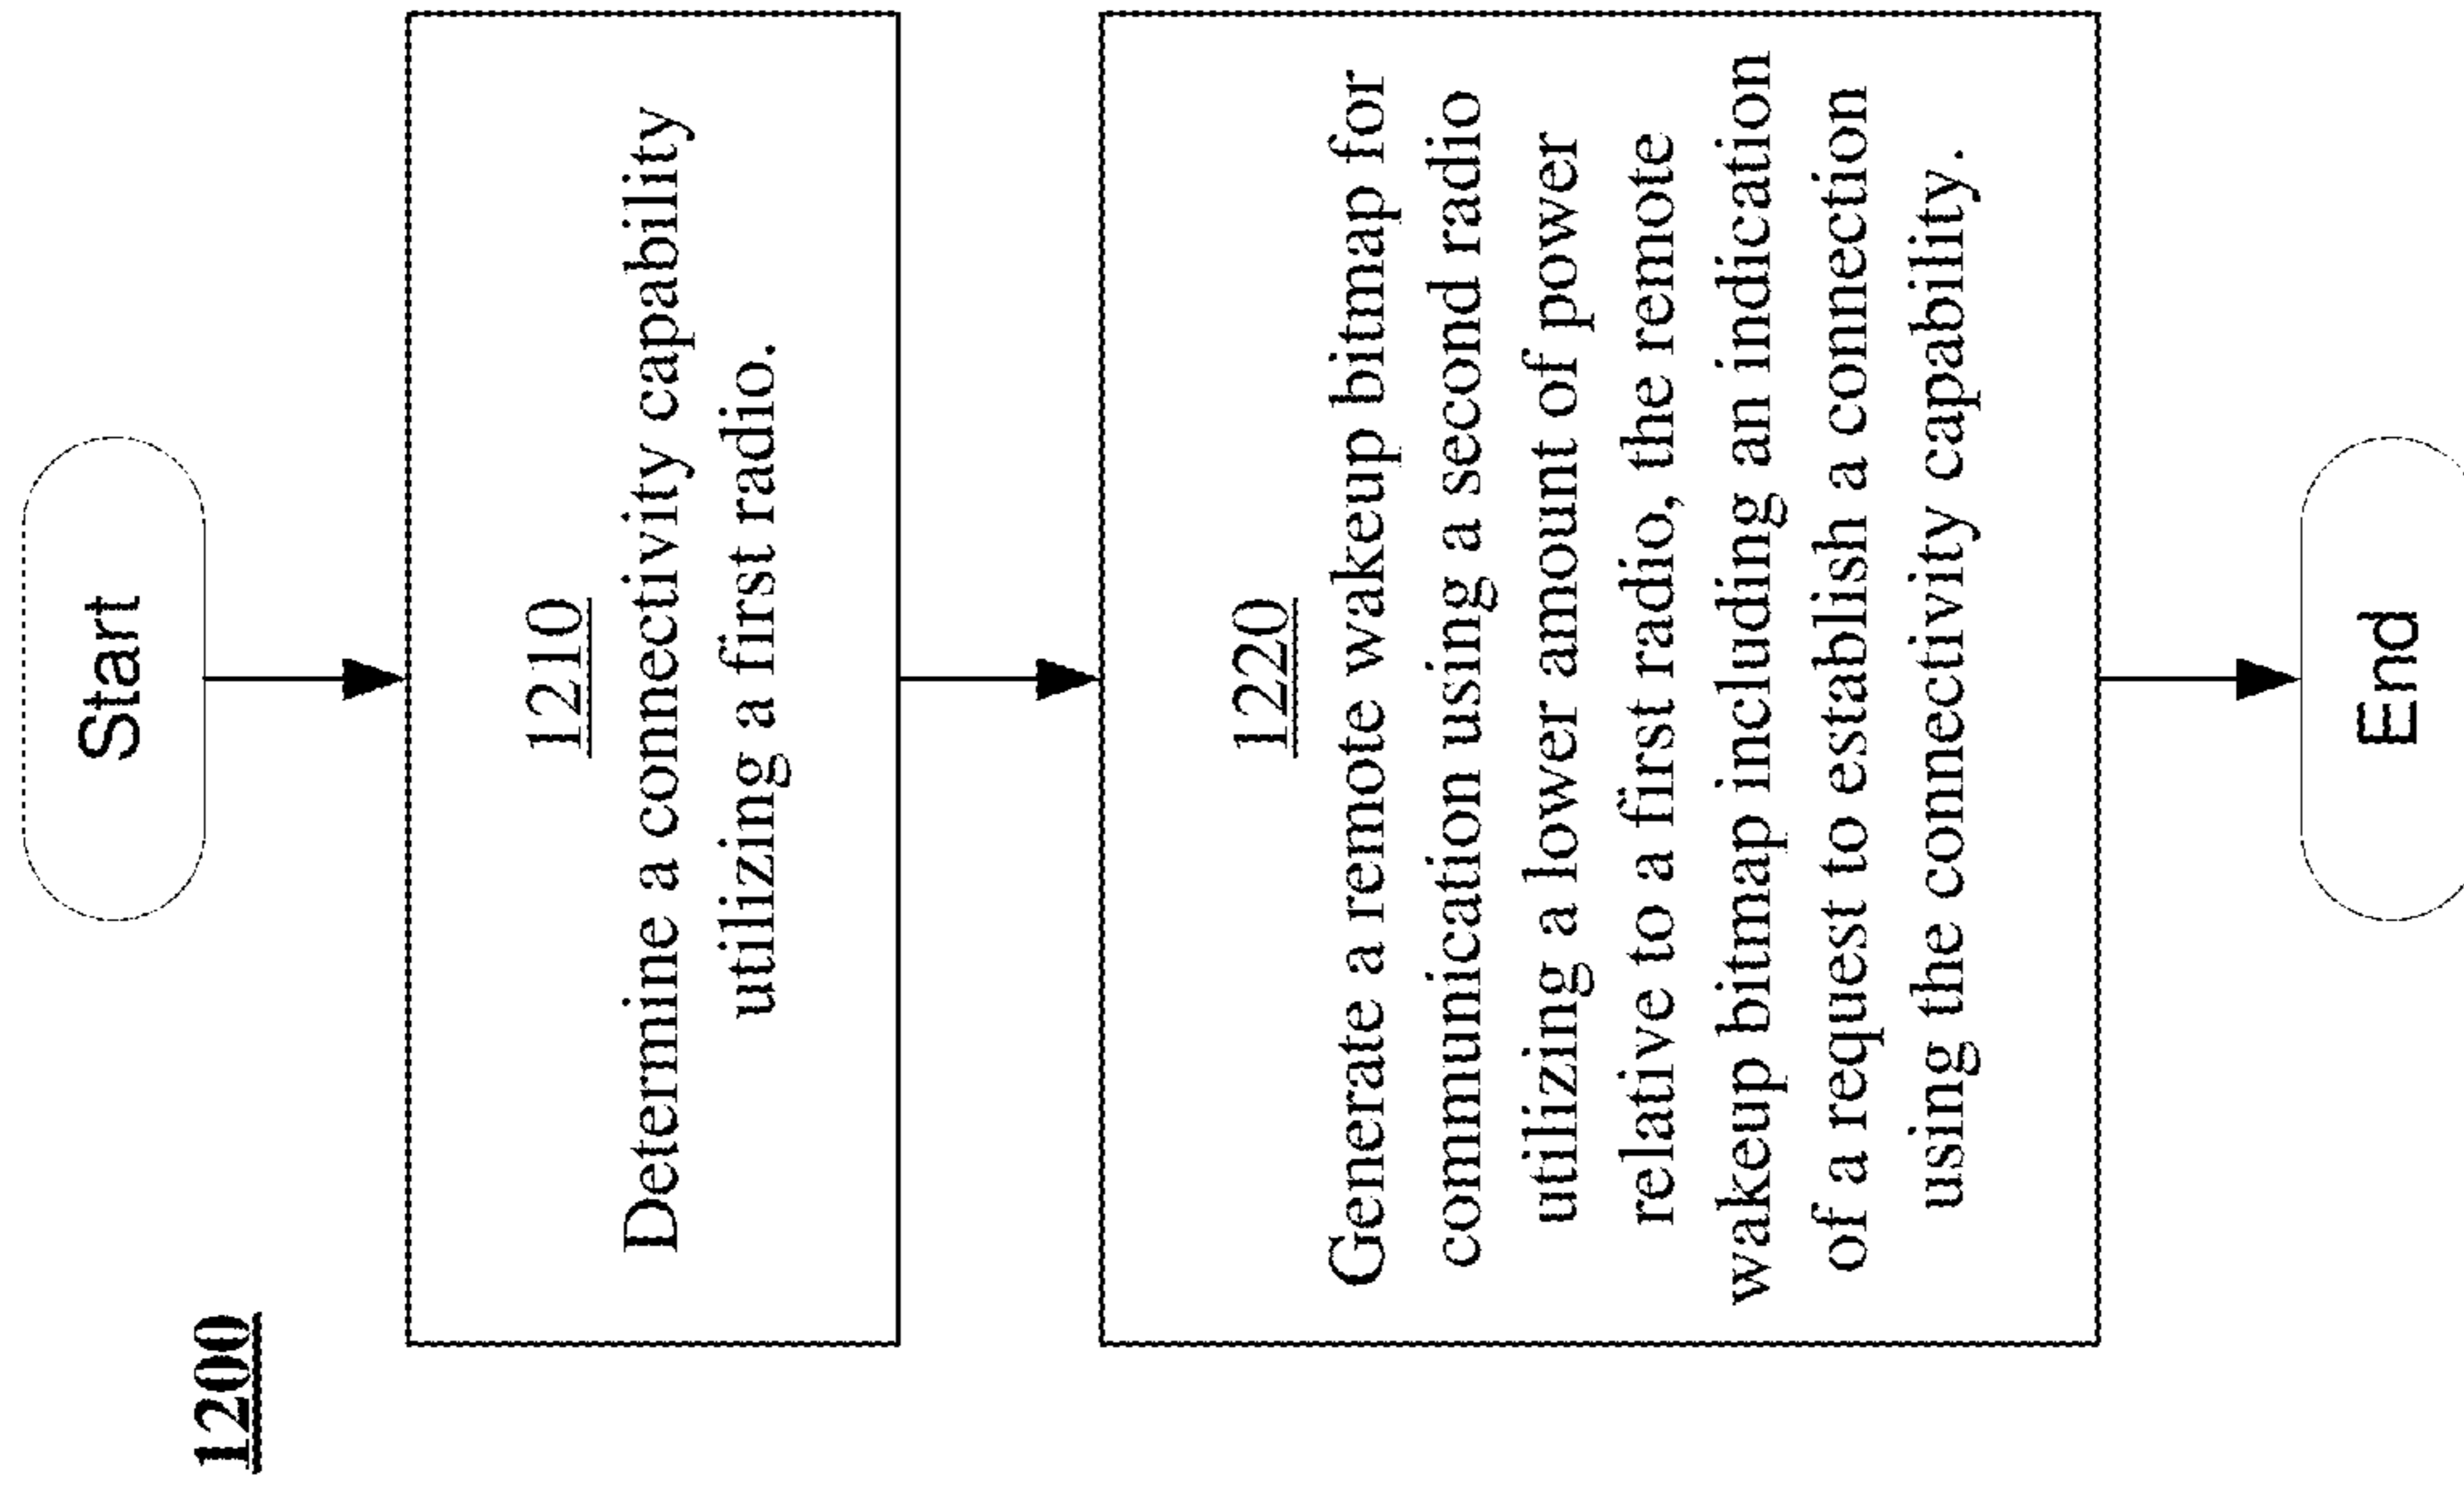 1200
Start
1210
Determine a connectivity capability
utilizing a first radio.
1220
Generate a remote wakeup bitmap for
communication using a second radio
utilizing a lower amount of power
relative to a first radio, the remote
wakeup bitmap including an indication
of a request to establish a connection
using the connectivity capability.
End